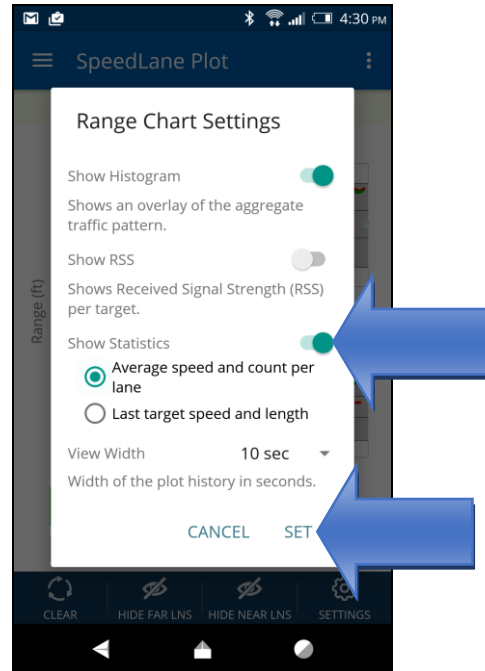 4:30 PM
SpeedLane Plot
Range Chart Settings
Show Histogram
Shows an overlay of the aggregate
traffic pattern.
Show RSS
Shows Received Signal Strength (RSS)
per target.
Range (ft)
Show Statistics
Average speed and count per
lane
Last target speed and length
View Width 10 sec
Width of the plot history in seconds.
CANCEL SET
CLEAR HIDE FAR LNS HIDE NEAR LNS SETTINGS